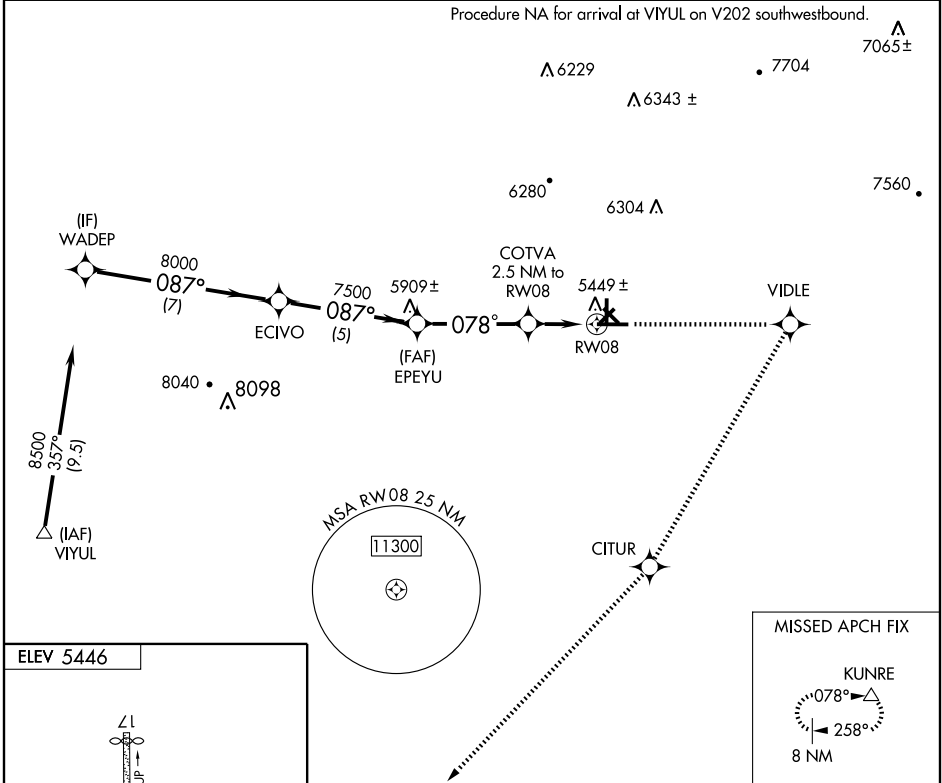 Procedure NA for arrival at VIYUL on V202 southwestbound.
7065±
6229
7704
6343 ±
6280
7560
6304
(IF)
WADEP
8000
087°
(7)
ECIVO
7500
087°
(5)
5909±
(FAF)
EPEYU
078°
COTVA
2.5 NM to
RW08
5449 ±
RW08
VIDLE
8040
8098
8500
357°
(9.5)
(IAF)
VIYUL
MSA RW08 25 NM
11300
CITUR
MISSED APCH FIX
KUNRE
078°
258°
8 NM
ELEV 5446
17
UP